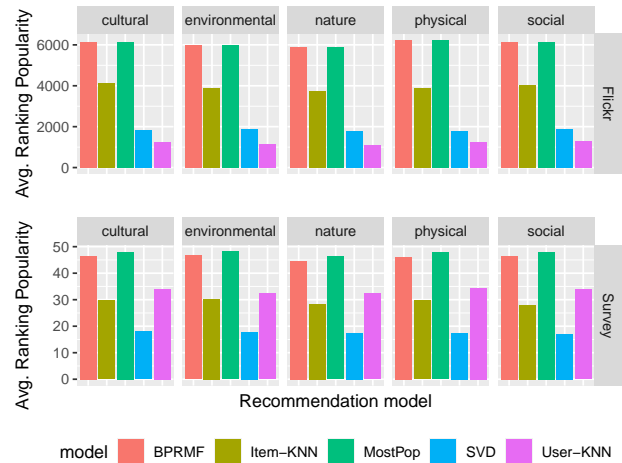 cultural environmental nature physical social
Avg. Ranking Popularity
6000
4000
2000
0
Flickr
cultural environmental nature physical social
Avg. Ranking Popularity
50
40
30
20
10
0
Survey
Recommendation model
model BPRMF Item−KNN MostPop SVD User−KNN